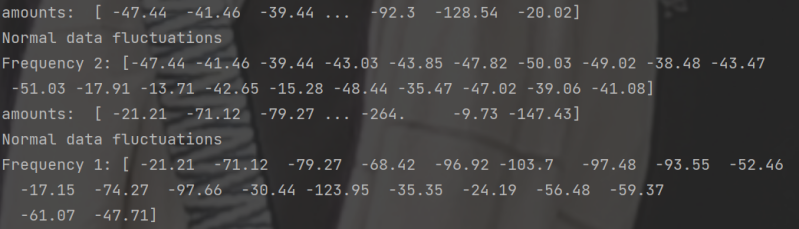 amounts:  [ -47.44  -41.46  -39.44 ...  -92.3  -128.54  -20.02]
Normal data fluctuations
Frequency 2: [-47.44 -41.46 -39.44 -43.03 -43.85 -47.82 -50.03 -49.02 -38.48 -43.47
 -51.03 -17.91 -13.71 -42.65 -15.28 -48.44 -35.47 -47.02 -39.06 -41.08]
amounts:  [ -21.21  -71.12  -79.27 ... -264.     -9.73 -147.43]
Normal data fluctuations
Frequency 1: [ -21.21  -71.12  -79.27  -68.42  -96.92 -103.7   -97.48  -93.55  -52.46
  -17.15  -74.27  -97.66  -30.44 -123.95  -35.35  -24.19  -56.48  -59.37
  -61.07  -47.71]